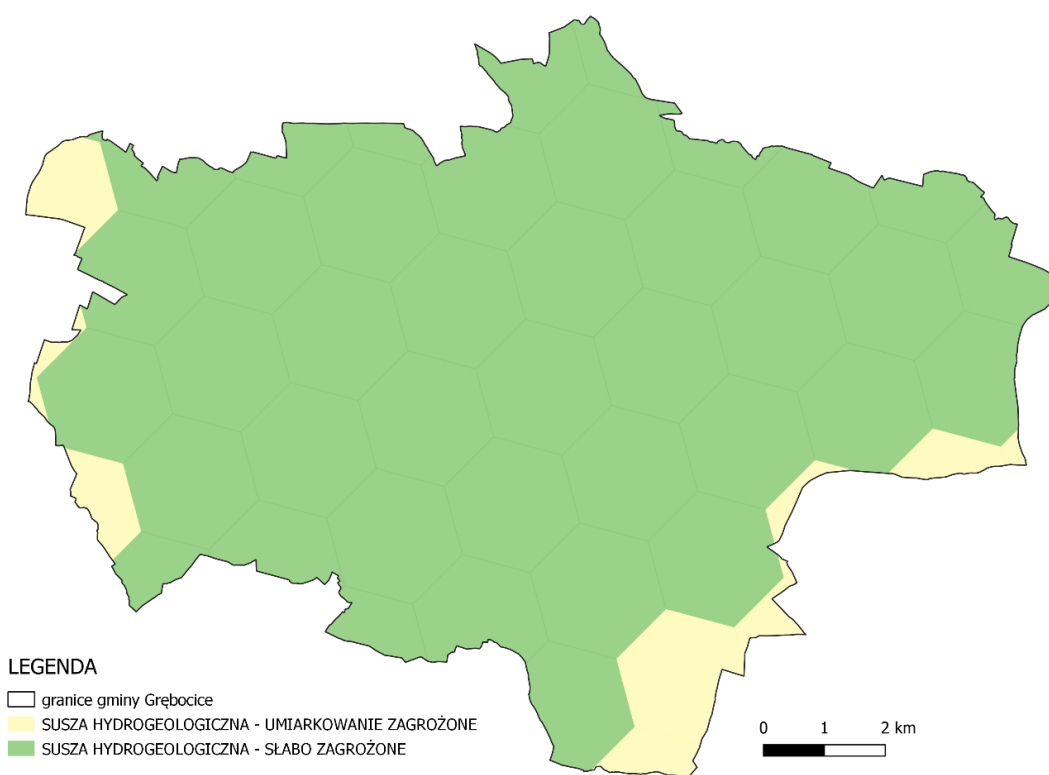 LEGENDA
granice gminy Grębocice
SUSZA HYDROGEOLOGICZNA - UMIARKOWANIE ZAGROŻONE
SUSZA HYDROGEOLOGICZNA - SŁABO ZAGROŻONE
0 1 2 km